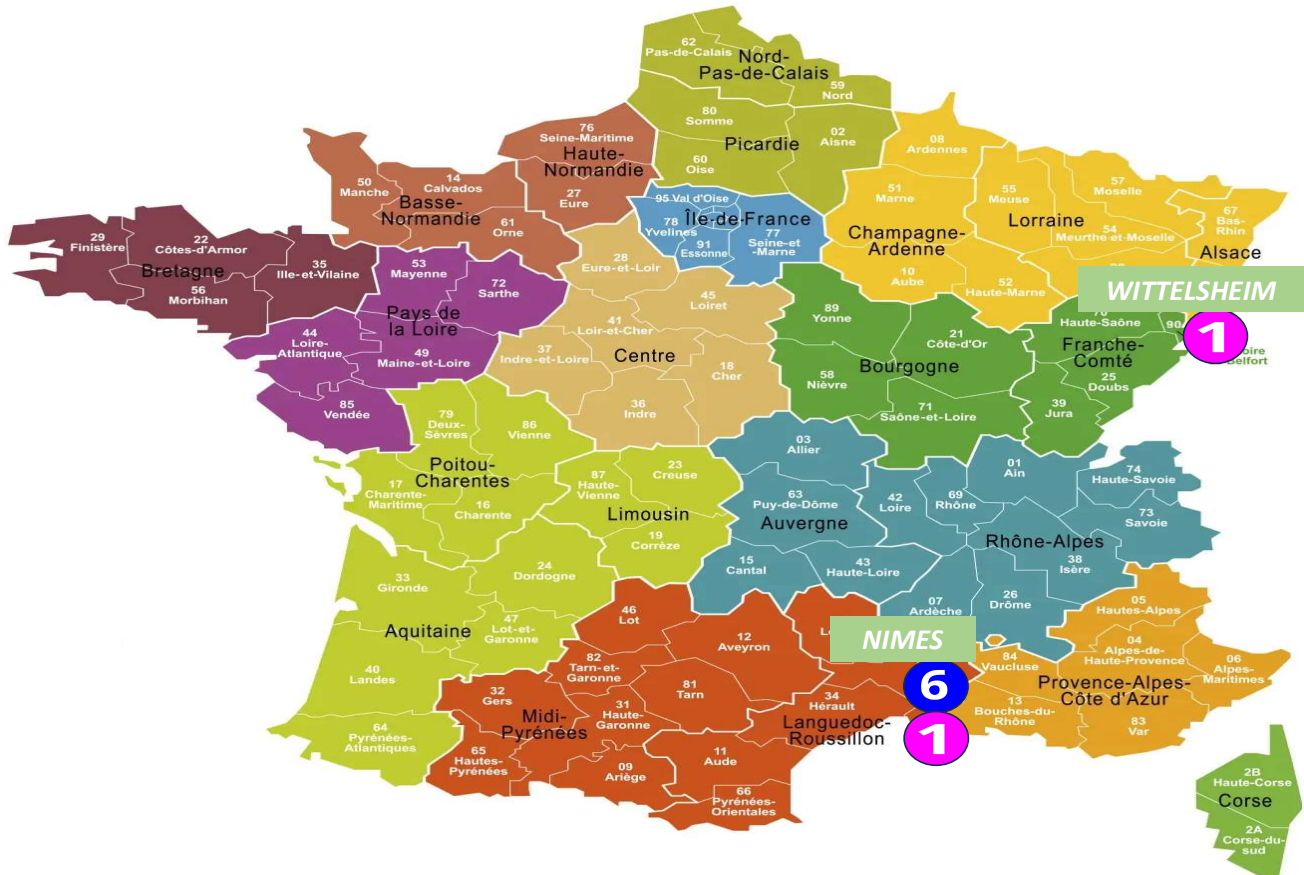 62
Pas-de-Calais
Nord-
Pas-de-Calais
59
Nord
80
Somme
02
Aisne
Picardie
60
Oise
76
Seine-Maritime
Haute-
Normandie
27
Eure
50
Manche
14
Calvados
Basse-
Normandie
61
Orne
08
Ardennes
51
Marne
Champagne-
Ardenne
10
Aube
52
Haute-Marne
55
Meuse
57
Moselle
Lorraine
54
Meurthe et-Moselle
67
Bas-
Rhin
Alsace
95 Val d'Oise
Île-de-France
78
Yvelines
91
Essonne
77
Seine-et
-Marne
29
Finistère
22
Côtes-d'Armor
Bretagne
35
Ille-et-Vilaine
56
Morbihan
53
Mayenne
72
Sarthe
Pays de
la Loire
44
Loire-
Atlantique
49
Maine-et-Loire
85
Vendée
28
Eure-et-Loir
45
Loiret
41
Loir-et-Cher
37
Indre-et-Loire
Centre
18
Cher
36
Indre
89
Yonne
21
Côte-d'Or
Bourgogne
58
Nièvre
71
Saône-et-Loire
WITTELSHEIM
1
70
Haute-Saône
90
Belfort
Franche-
Comté
25
Doubs
39
Jura
79
Deux-
Sèvres
86
Vienne
Poitou-
Charentes
17
Charente-
Maritime
16
Charente
87
Haute-
Vienne
23
Creuse
Limousin
19
Corrèze
03
Allier
63
Puy-de-Dôme
Auvergne
15
Cantal
43
Haute-Loire
42
Loire
69
Rhône
01
Ain
74
Haute-Savoie
73
Savoie
Rhône-Alpes
38
Isère
07
Ardèche
26
Drôme
33
Gironde
24
Dordogne
47
Lot-et-
Garonne
Aquitaine
40
Landes
64
Pyrénées-
Atlantiques
46
Lot
12
Aveyron
82
Tarn-et-
Garonne
81
Tarn
32
Gers
Midi-
Pyrénées
31
Haute-
Garonne
65
Hautes-
Pyrénées
09
Ariège
NIMES
6
1
34
Hérault
Languedoc-
Roussillon
11
Aude
66
Pyrénées-
Orientales
05
Hautes-Alpes
04
Alpes-de-
Haute-Provence
06
Alpes-
Maritimes
84
Vaucluse
Provence-Alpes-
Côte d'Azur
13
Bouches-du-
Rhône
83
Var
2B
Haute-Corse
Corse
2A
Corse-du-
sud